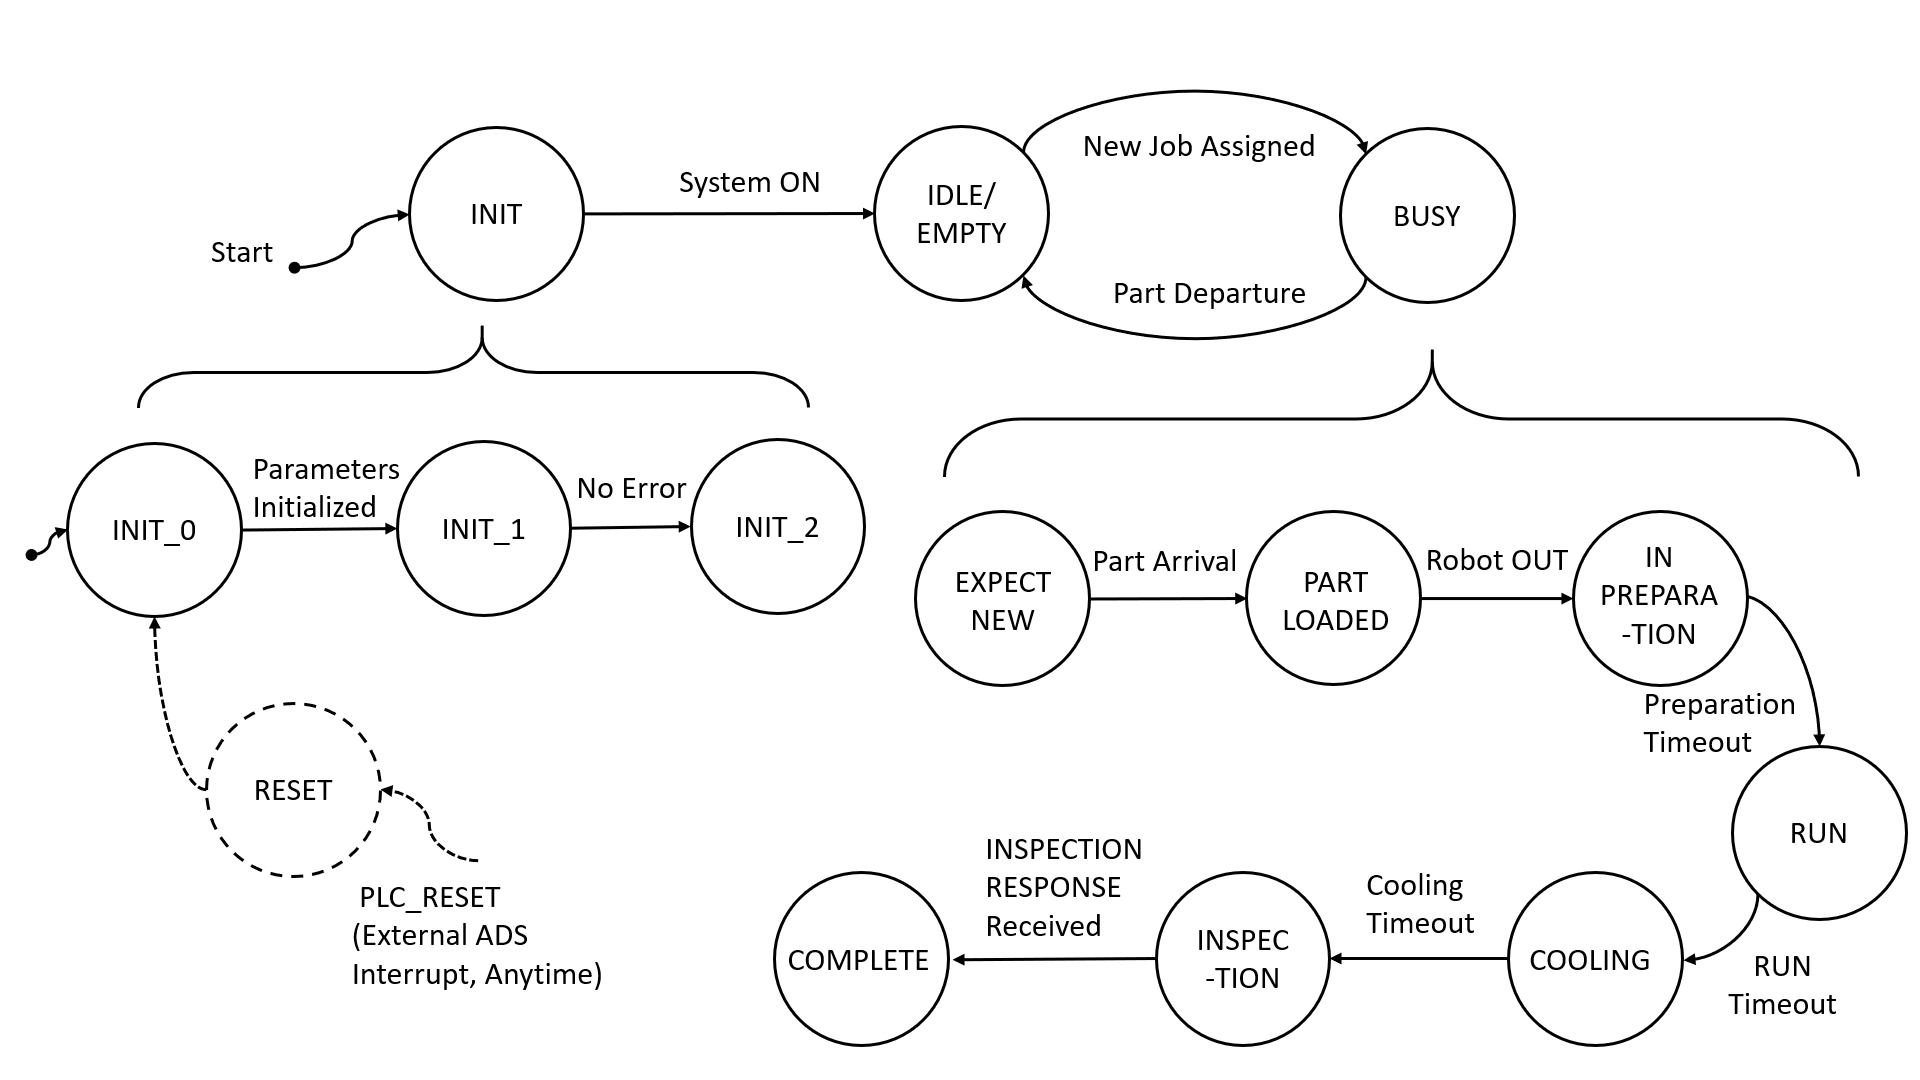 Start
INIT
System ON
IDLE/
EMPTY
New Job Assigned
Part Departure
BUSY
INIT_0
Parameters
Initialized
INIT_1
No Error
INIT_2
RESET
PLC_RESET
(External ADS
Interrupt, Anytime)
EXPECT
NEW
Part Arrival
PART
LOADED
Robot OUT
IN
PREPARA
-TION
Preparation
Timeout
RUN
RUN
Timeout
COOLING
Cooling
Timeout
INSPEC
-TION
INSPECTION
RESPONSE
Received
COMPLETE